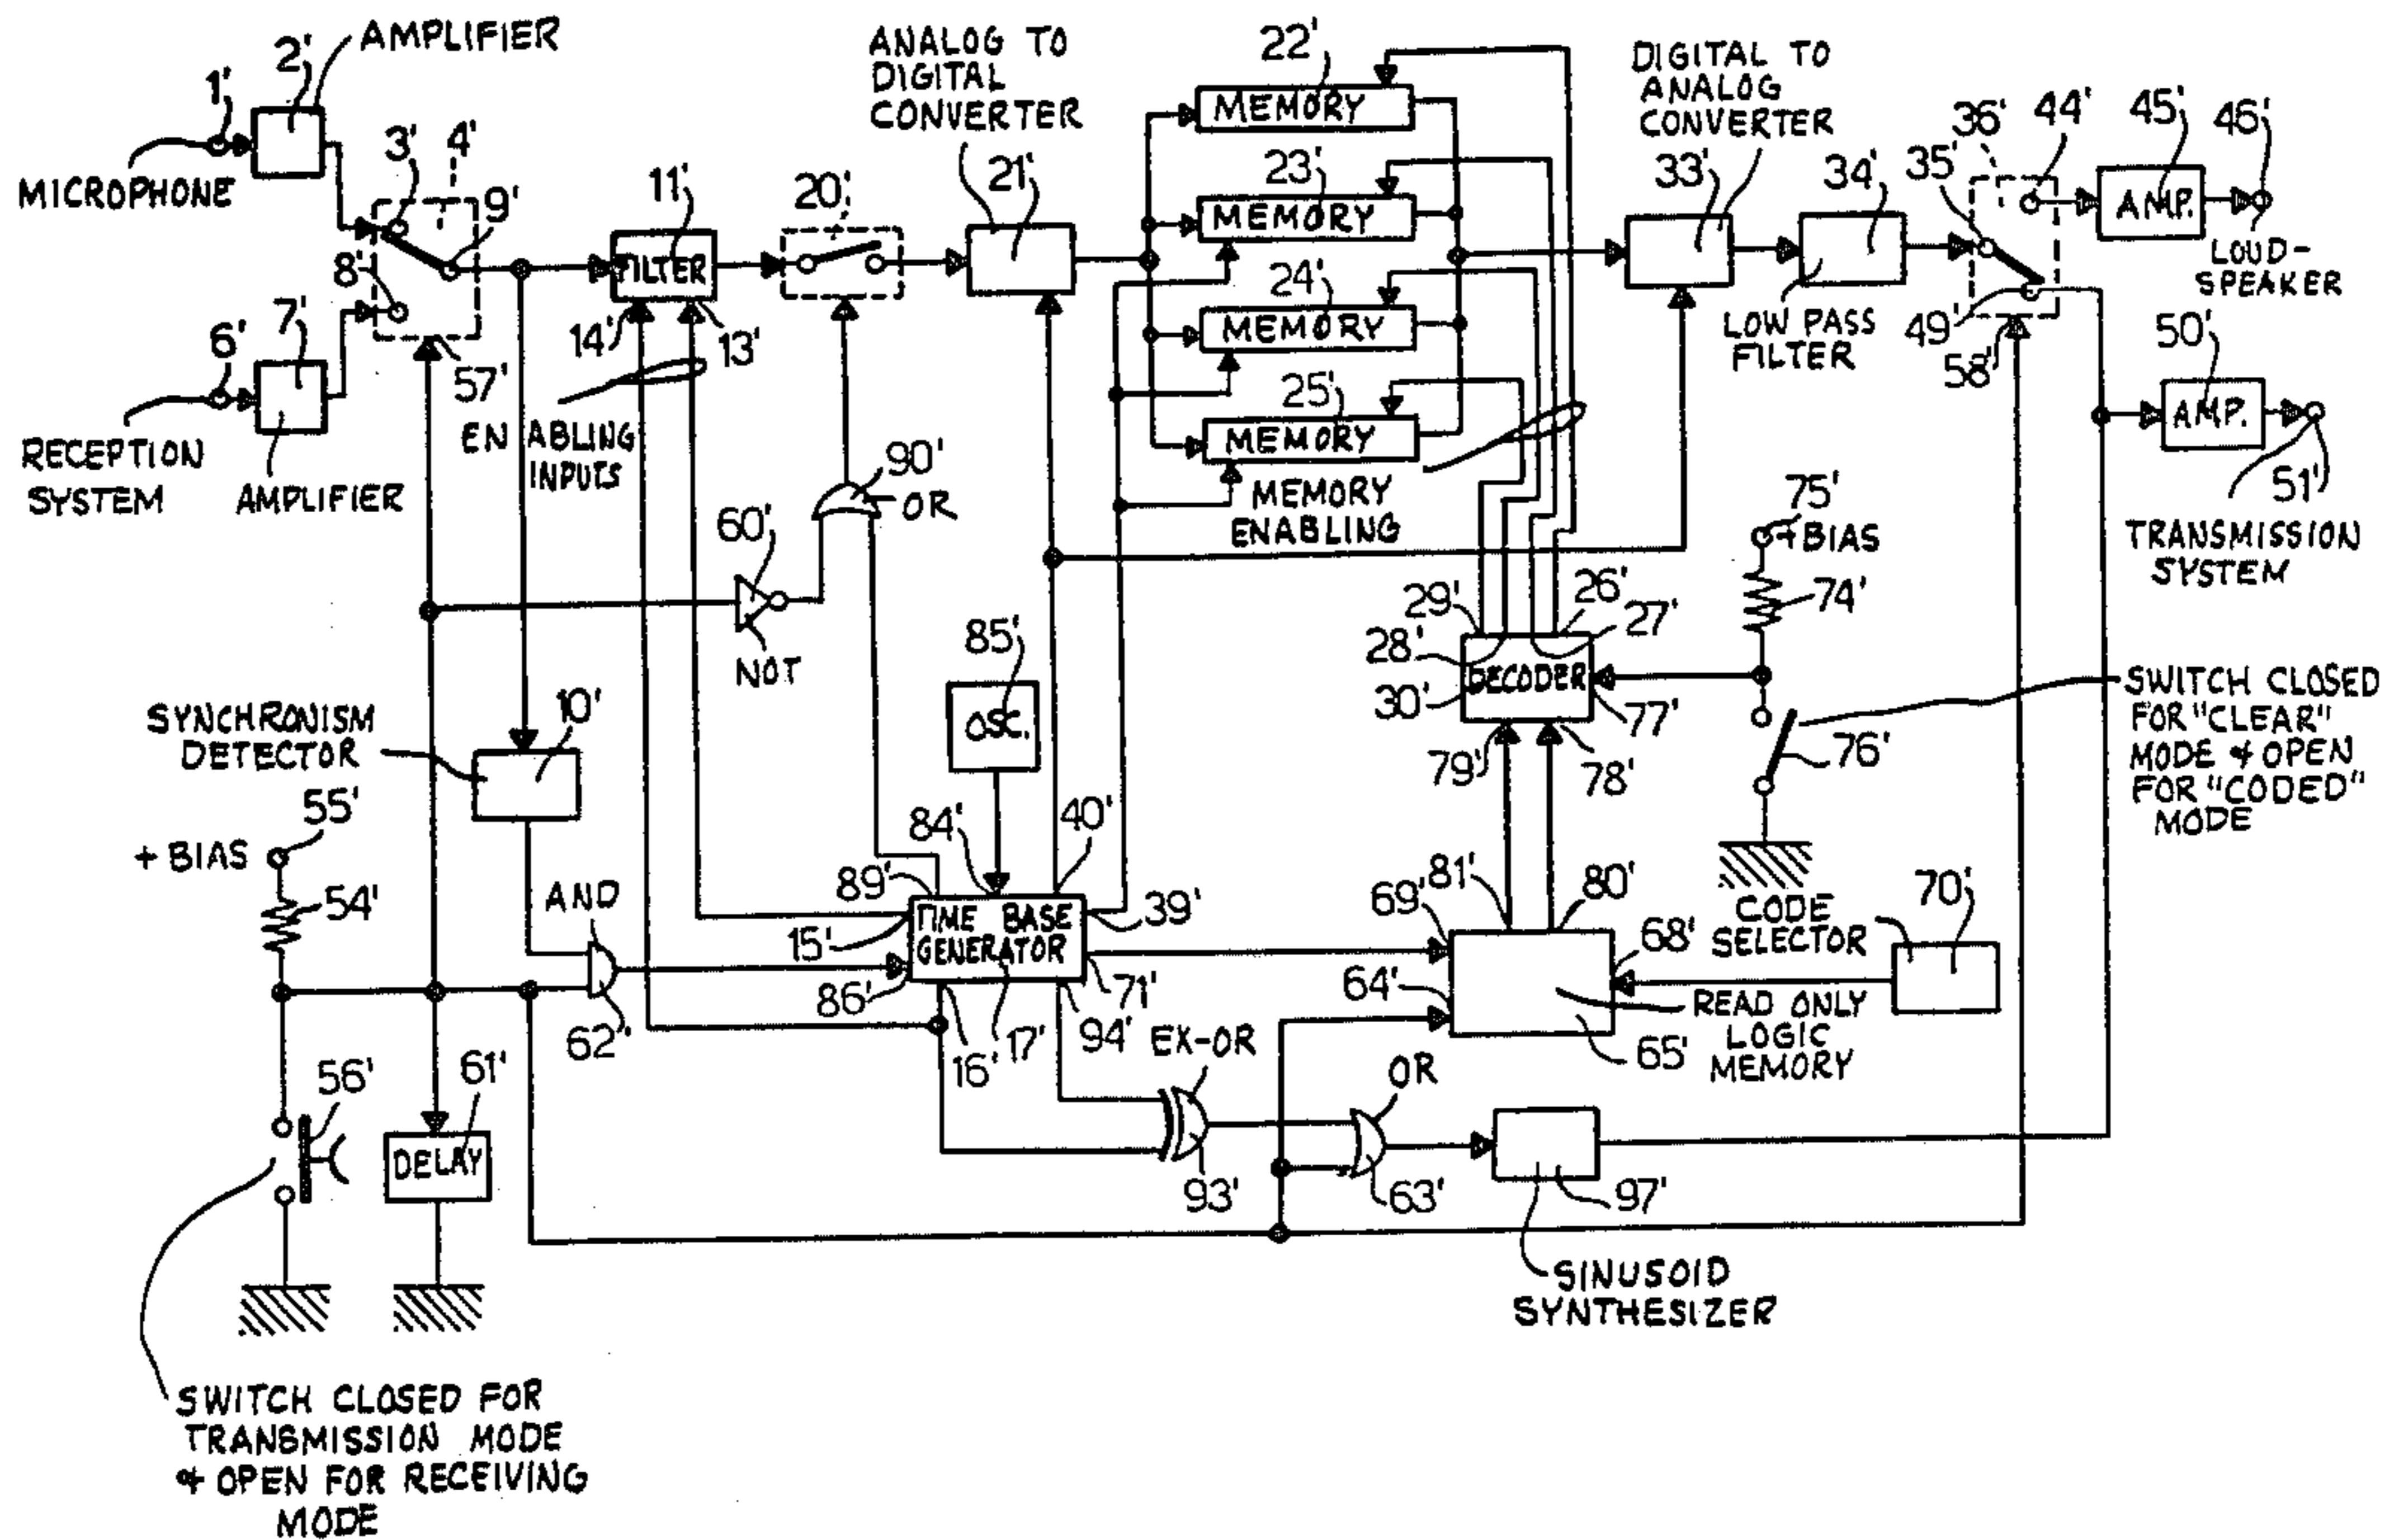 AMPLIFIER
2'
1'
MICROPHONE
3'
4'
9'
8'
6'
7'
57'
RECEPTION
SYSTEM
AMPLIFIER
11'
FILTER
14'
13'
ENABLING
INPUTS
20'
ANALOG TO
DIGITAL
CONVERTER
21'
22'
MEMORY
23'
MEMORY
24'
MEMORY
25'
MEMORY
MEMORY
ENABLING
DIGITAL TO
ANALOG
CONVERTER
33'
34'
LOW PASS
FILTER
36'
35'
44'
45'
AMP.
46'
LOUD-
SPEAKER
49'
58'
50'
AMP.
51'
TRANSMISSION
SYSTEM
90'
OR
60'
NOT
75'
+BIAS
74'
29'
28'
26'
27'
DECODER
30'
77'
79'
78'
SWITCH CLOSED
FOR "CLEAR"
MODE & OPEN
FOR "CODED"
MODE
76'
SYNCHRONISM
DETECTOR
10'
85'
OSC.
84'
40'
89'
39'
TIME BASE
GENERATOR
15'
86'
71'
16'
17'
94'
55'
+ BIAS
54'
AND
62'
81'
80'
69'
68'
64'
65'
CODE
SELECTOR
70'
READ ONLY
LOGIC
MEMORY
56'
61'
DELAY
EX-OR
93'
OR
63'
97'
SINUSOID
SYNTHESIZER
SWITCH CLOSED FOR
TRANSMISSION MODE
& OPEN FOR RECEIVING
MODE